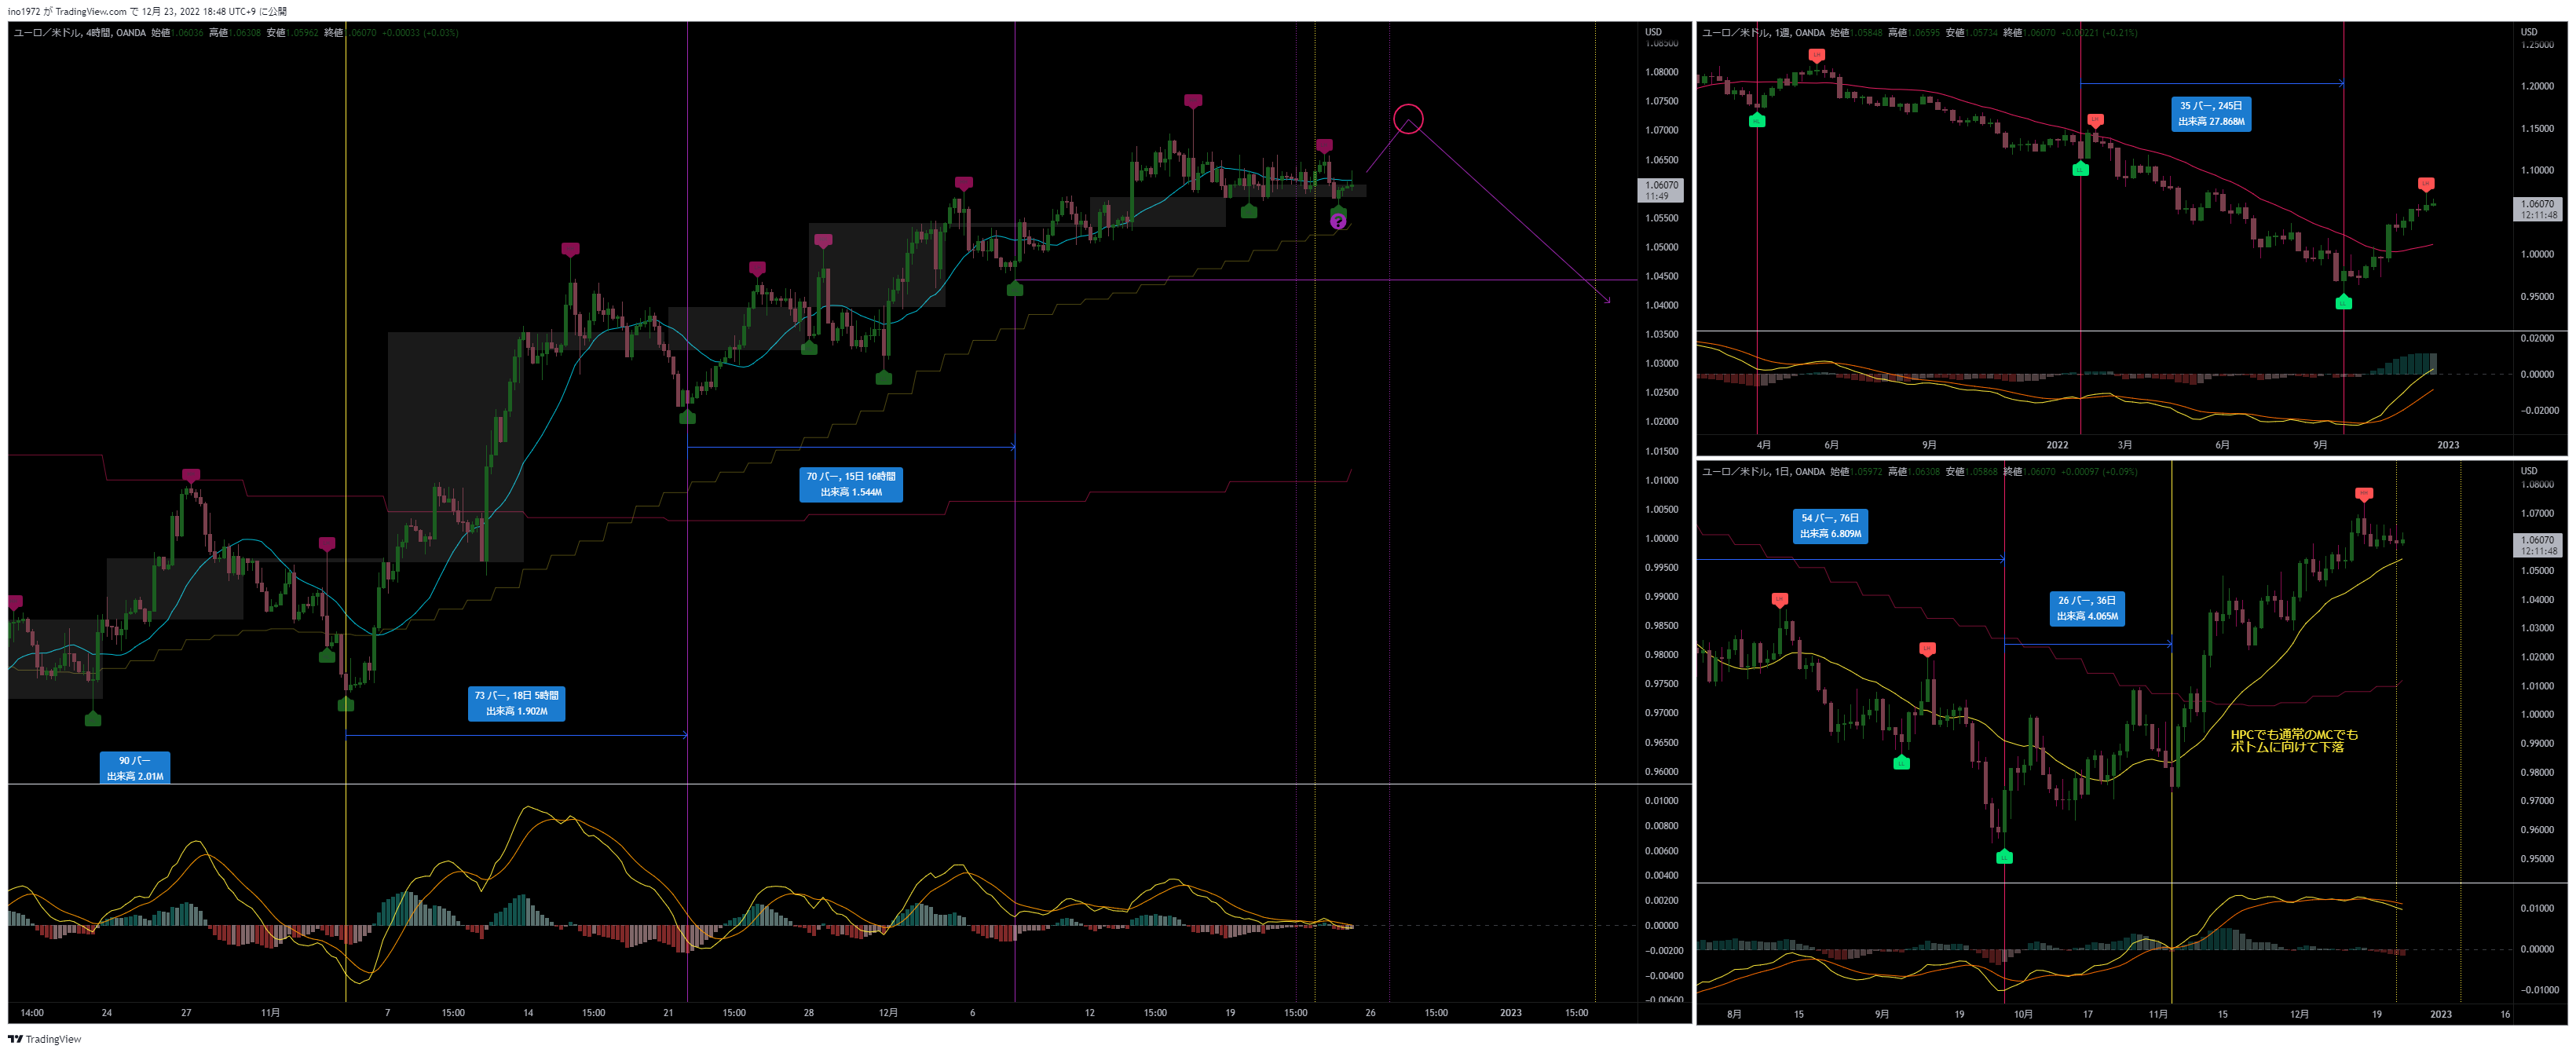 ino1972 が TradingView.com で 12月 23, 2022 18:48 UTC+9 に公開
ユーロ／米ドル, 4時間, OANDA 始値1.06036 高値1.06308 安値1.05962 終値1.06070 +0.00033 (+0.03%)
USD
1.08500
1.08000
1.07500
1.07000
1.06500
1.06070
11:49
1.05500
1.05000
1.04500
1.04000
1.03500
1.03000
1.02500
1.02000
1.01500
1.01000
1.00500
1.00000
0.99500
0.99000
0.98500
0.98000
0.97500
0.97000
0.96500
0.96000
70 バー, 15日 16時間
出来高 1.544M
73 バー, 18日 5時間
出来高 1.902M
90 バー
出来高 2.01M
0.01000
0.00800
0.00600
0.00400
0.00200
0.00000
−0.00200
−0.00400
−0.00600
14:00 24 27 11月 7 15:00 14 15:00 21 15:00 28 12月 6 12 15:00 19 15:00 26 15:00 2023 15:00
ユーロ／米ドル, 1週, OANDA 始値1.05848 高値1.06595 安値1.05734 終値1.06070 +0.00221 (+0.21%)
USD
1.25000
1.20000
1.15000
1.10000
1.06070
12:11:48
1.00000
0.95000
35 バー, 245日
出来高 27.868M
LH
HL
LH
LL
LH
LL
0.02000
0.00000
−0.02000
4月 6月 9月 2022 3月 6月 9月 2023
ユーロ／米ドル, 1日, OANDA 始値1.05972 高値1.06308 安値1.05868 終値1.06070 +0.00097 (+0.09%)
USD
1.08000
1.07000
1.06070
12:11:48
1.05000
1.04000
1.03000
1.02000
1.01000
1.00000
0.99000
0.98000
0.97000
0.96000
0.95000
54 バー, 76日
出来高 6.809M
26 バー, 36日
出来高 4.065M
LH
LH
LL
LL
HH
HPCでも通常のMCでも
ボトムに向けて下落
0.01000
0.00000
−0.01000
8月 15 9月 19 10月 17 11月 15 12月 19 2023 16
TradingView